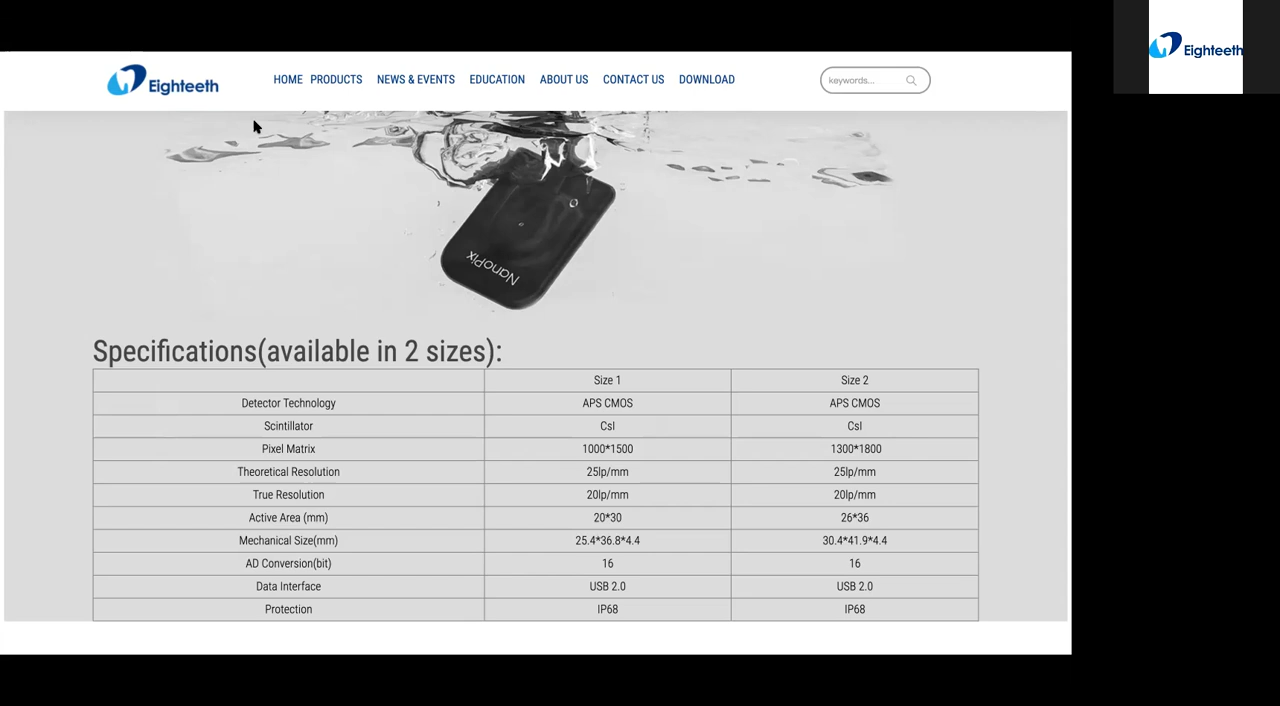 Eighteeth
HOME PRODUCTS NEWS & EVENTS EDUCATION ABOUT US CONTACT US DOWNLOAD
keywords...
Eighteeth
NanoPix
Specifications(available in 2 sizes):
Size 1 Size 2
Detector Technology APS CMOS APS CMOS
Scintillator CsI CsI
Pixel Matrix 1000*1500 1300*1800
Theoretical Resolution 25lp/mm 25lp/mm
True Resolution 20lp/mm 20lp/mm
Active Area (mm) 20*30 26*36
Mechanical Size(mm) 25.4*36.8*4.4 30.4*41.9*4.4
AD Conversion(bit) 16 16
Data Interface USB 2.0 USB 2.0
Protection IP68 IP68